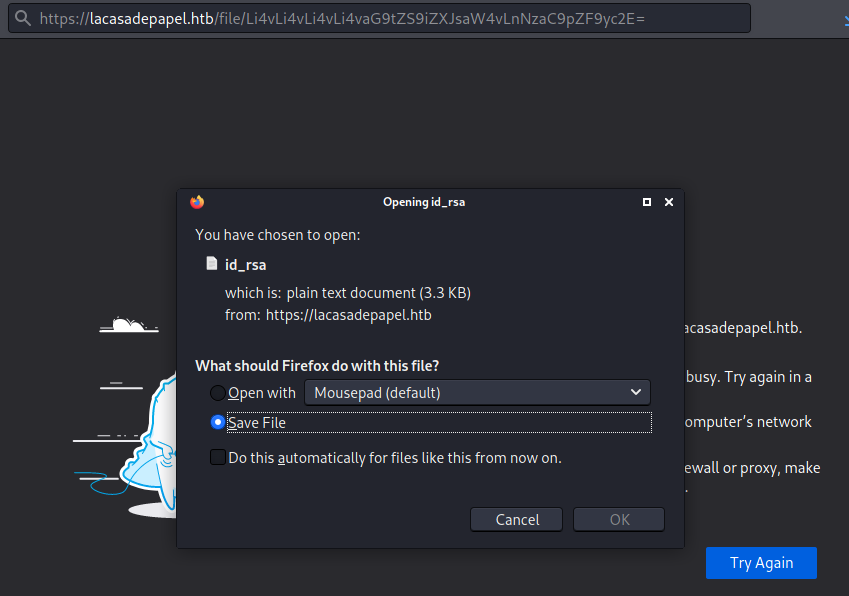 https://lacasadepapel.htb/file/Li4vLi4vLi4vLi4vaG9tZS9iZXJsaW4vLnNzaC9pZF9yc2E=
Opening id_rsa
You have chosen to open:
id_rsa
which is: plain text document (3.3 KB)
from: https://lacasadepapel.htb
What should Firefox do with this file?
Open with Mousepad (default)
Save File
Do this automatically for files like this from now on.
Cancel OK
acasadepapel.htb.
busy. Try again in a
omputer’s network
ewall or proxy, make
Try Again